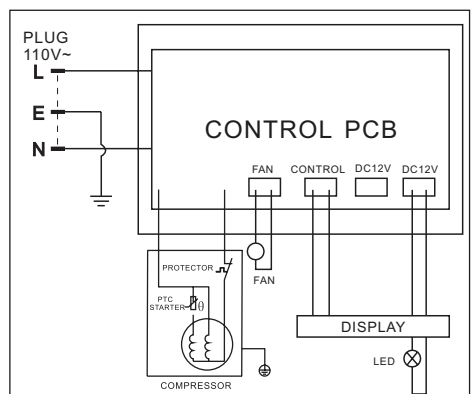 PLUG
110V~
L
E
N
CONTROL PCB
FAN CONTROL DC12V DC12V
PROTECTOR
FAN
PTC
STARTER
θ
DISPLAY
LED
COMPRESSOR